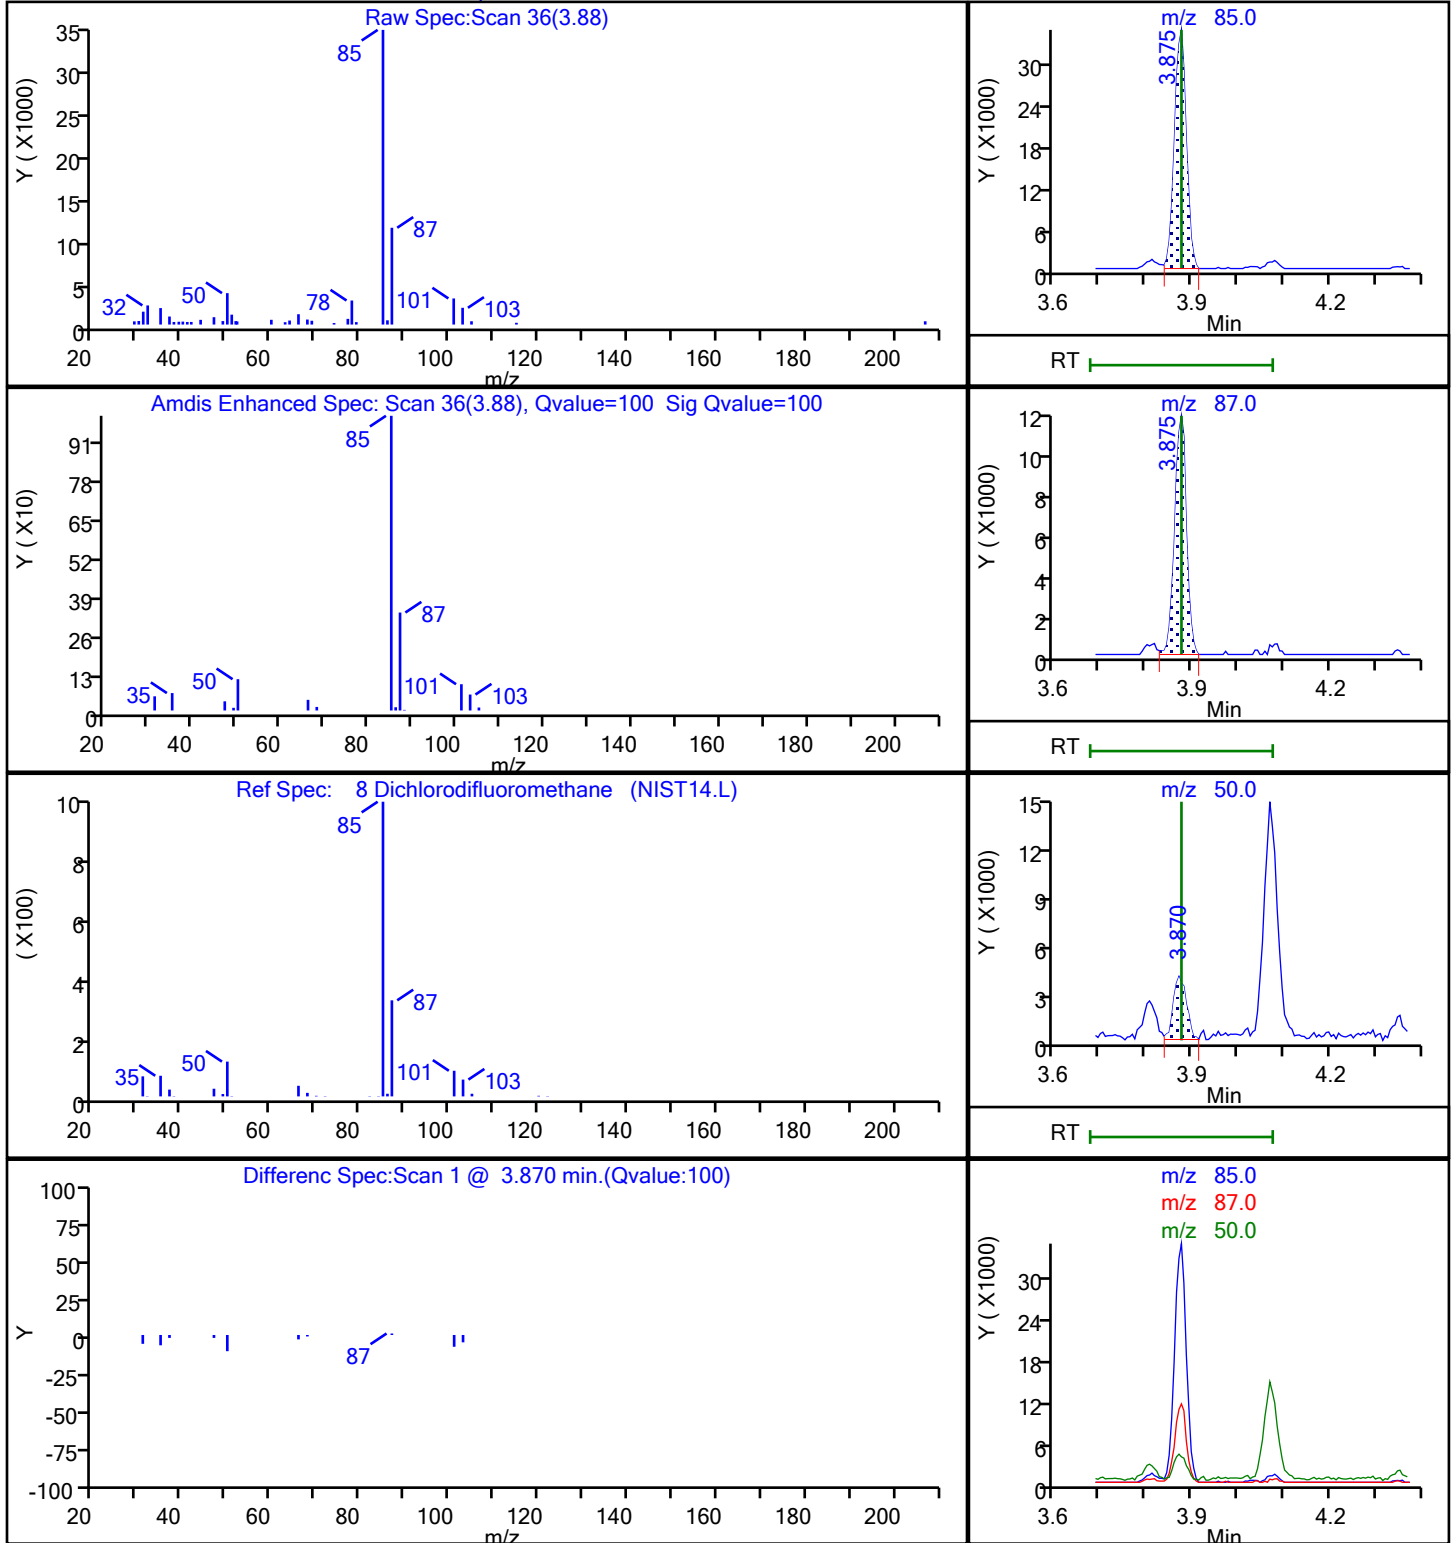 Raw Spec:Scan 36(3.88)
Y ( X1000)
35
30
25
20
15
10
5
0
85
87
32
50
78
101
103
20 40 60 80 100 120 140 160 180 200
m/z
m/z 85.0
Y ( X1000)
30
24
18
12
6
0
3.875
3.6 3.9 4.2
Min
RT
Amdis Enhanced Spec: Scan 36(3.88), Qvalue=100 Sig Qvalue=100
Y ( X10)
91
78
65
52
39
26
13
0
85
87
35
50
101
103
20 40 60 80 100 120 140 160 180 200
m/z
m/z 87.0
Y ( X1000)
12
10
8
6
4
2
0
3.875
3.6 3.9 4.2
Min
RT
Ref Spec: 8 Dichlorodifluoromethane (NIST14.L)
( X100)
10
8
6
4
2
0
85
87
35
50
101
103
20 40 60 80 100 120 140 160 180 200
m/z 50.0
Y ( X1000)
15
12
9
6
3
0
3.870
3.6 3.9 4.2
Min
RT
Differenc Spec:Scan 1 @ 3.870 min.(Qvalue:100)
Y
100
75
50
25
0
-25
-50
-75
-100
87
20 40 60 80 100 120 140 160 180 200
m/z
m/z 85.0
m/z 87.0
m/z 50.0
Y ( X1000)
30
24
18
12
6
0
3.6 3.9 4.2
Min